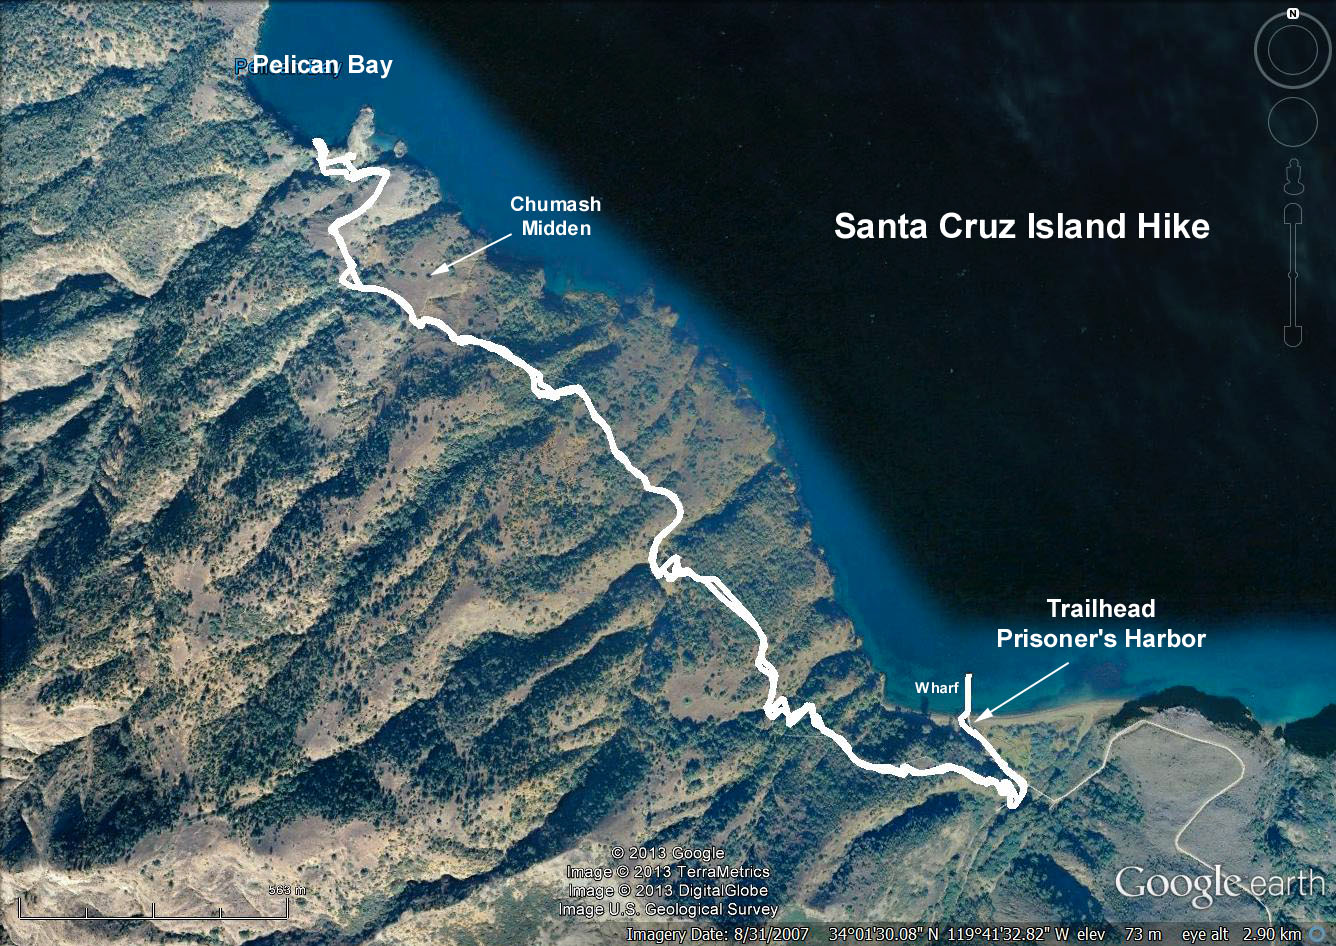 N
Pelican Bay
Pelican Bay
Chumash
Midden
Santa Cruz Island Hike
Trailhead
Prisoner's Harbor
Wharf
© 2013 Google
Image © 2013 TerraMetrics
Image © 2013 DigitalGlobe
Image U.S. Geological Survey
Google earth
563 m
Imagery Date: 8/31/2007 34°01'30.08" N 119°41'32.82" W elev 73 m eye alt 2.90 km